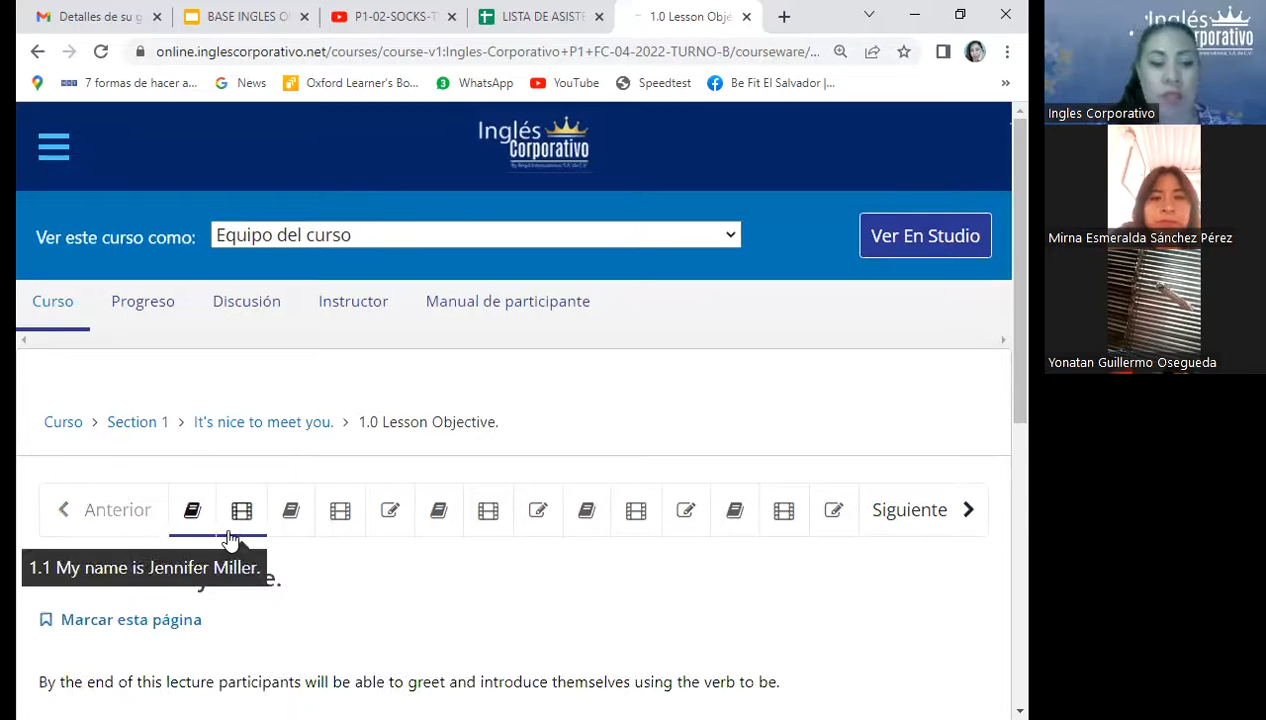 Detalles de su g
BASE INGLES O
P1-02-SOCKS-T
LISTA DE ASIST
1.0 Lesson Obje
online.inglescorporativo.net/courses/course-v1:Ingles-Corporativo+P1+FC-04-2022-TURNO-B/courseware/...
7 formas de hacer a...
News
Oxford Learner's Bo...
3
WhatsApp
YouTube
Speedtest
Be Fit El Salvador |...
»
Inglés
Corporativo
Ver este curso como:
Equipo del curso
Ver En Studio
Curso
Progreso
Discusión
Instructor
Manual de participante
Curso > Section 1 > It's nice to meet you. > 1.0 Lesson Objective.
Anterior
Siguiente
1.1 My name is Jennifer Miller.
e.
Marcar esta página
By the end of this lecture participants will be able to greet and introduce themselves using the verb to be.
Inglés
Ingles Corporativo
Mirna Esmeralda Sánchez Pérez
Yonatan Guillermo Osegueda